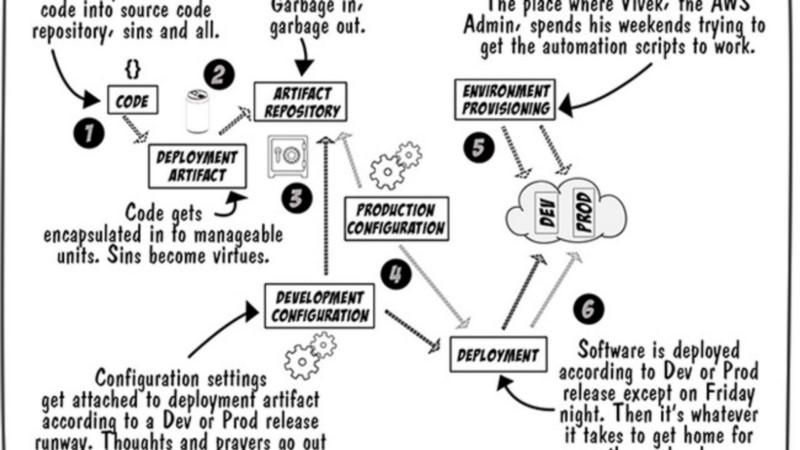 code into source code
repository, sins and all.
Garbage in,
garbage out.
The place where Vivek, the AWS
Admin, spends his weekends trying to
get the automation scripts to work.
{}
CODE
1
2
ARTIFACT
REPOSITORY
ENVIRONMENT
PROVISIONING
DEPLOYMENT
ARTIFACT
3
5
DEV
PROD
Code gets
encapsulated in to manageable
units. Sins become virtues.
PRODUCTION
CONFIGURATION
4
DEVELOPMENT
CONFIGURATION
6
DEPLOYMENT
Configuration settings
get attached to deployment artifact
according to a Dev or Prod release
runway. Thoughts and prayers go out
Software is deployed
according to Dev or Prod
release except on Friday
night. Then it's whatever
it takes to get home for